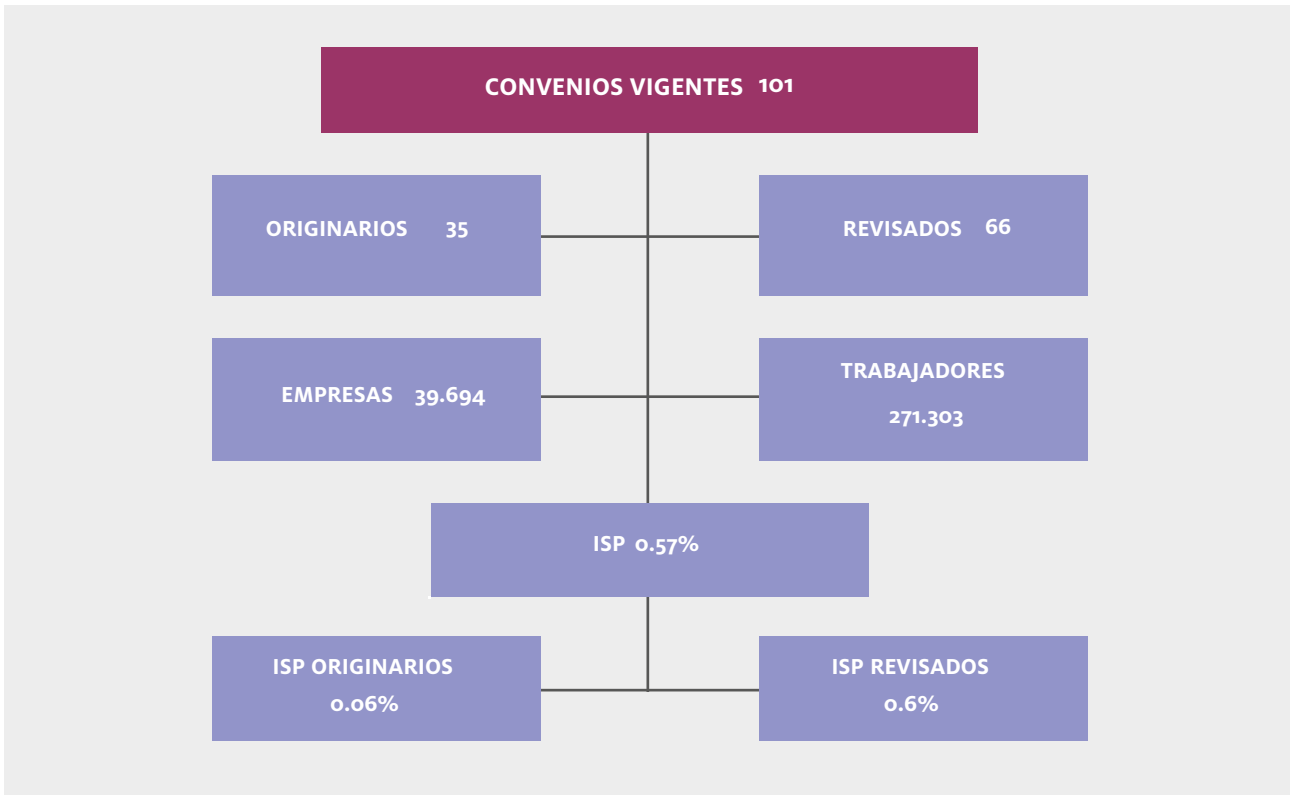 CONVENIOS VIGENTES 101
ORIGINARIOS 35
REVISADOS 66
EMPRESAS 39.694
TRABAJADORES
271.303
ISP 0.57%
ISP ORIGINARIOS
0.06%
ISP REVISADOS
0.6%